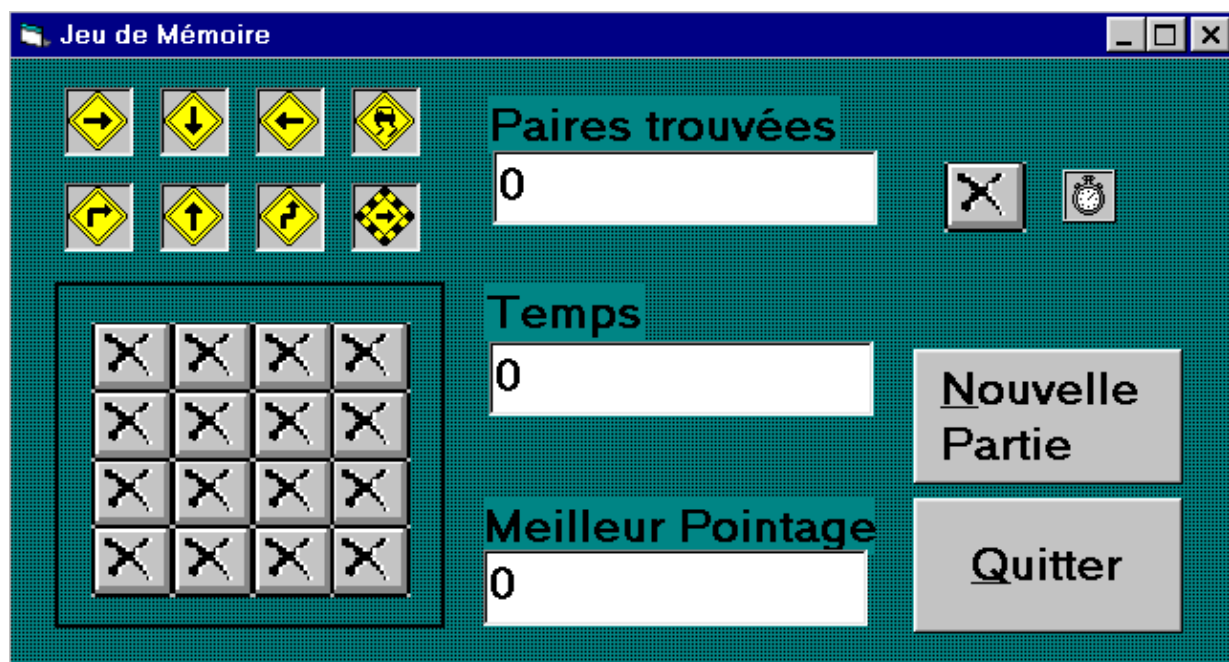 Jeu de Mémoire
Paires trouvées
0
Temps
0
Nouvelle
Partie
Meilleur Pointage
0
Quitter